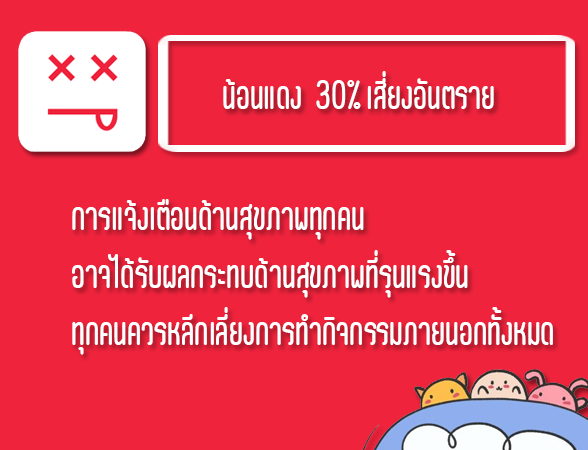 น้อนแดง 30% เสี่ยงอันตราย
การแจ้งเตือนด้านสุขภาพทุกคน
อาจได้รับผลกระทบด้านสุขภาพที่รุนแรงขึ้น
ทุกคนควรหลีกเลี่ยงการทำกิจกรรมภายนอกทั้งหมด